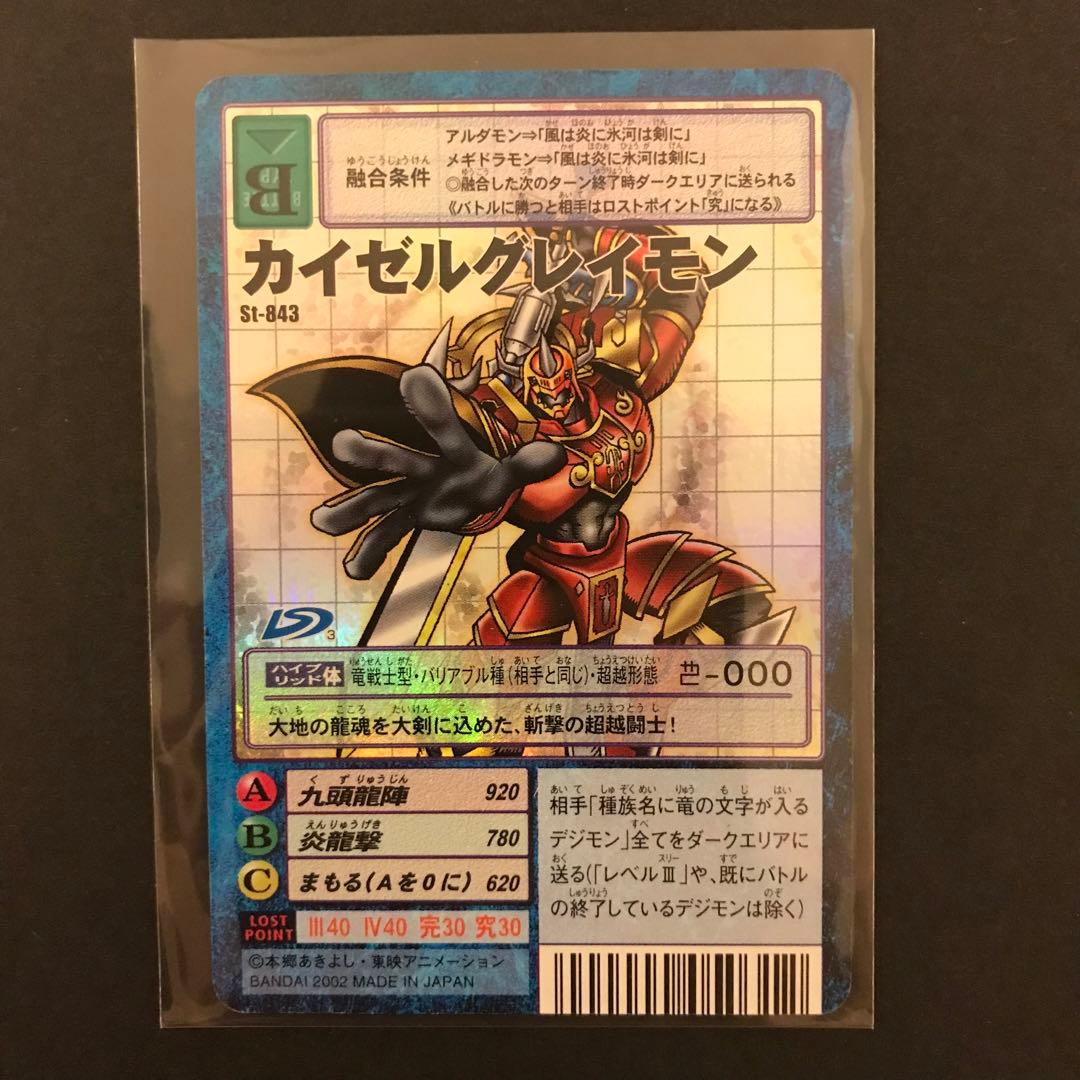 B
融合条件
アルダモン⇒「風は炎に氷河は剣に」
メギドラモン⇒「風は炎に氷河は剣に」
◎融合した次のターン終了時ダークエリアに送られる
《バトルに勝つと相手はロストポイント「究」になる》
カイゼルグレイモン
St-843
3
ハイブリッド体 竜戦士型・バリアブル種(相手と同じ)・超越形態
-000
大地の龍魂を大剣に込めた、斬撃の超越闘士!
A 九頭龍陣 920
B 炎龍撃 780
C まもる(Aを0に) 620
LOST POINT Ⅲ40 Ⅳ40 完30 究30
相手「種族名に竜の文字が入る
デジモン」全てをダークエリアに
送る(「レベルⅢ」や、既にバトル
の終了しているデジモンは除く)
©本郷あきよし・東映アニメーション
BANDAI 2002 MADE IN JAPAN